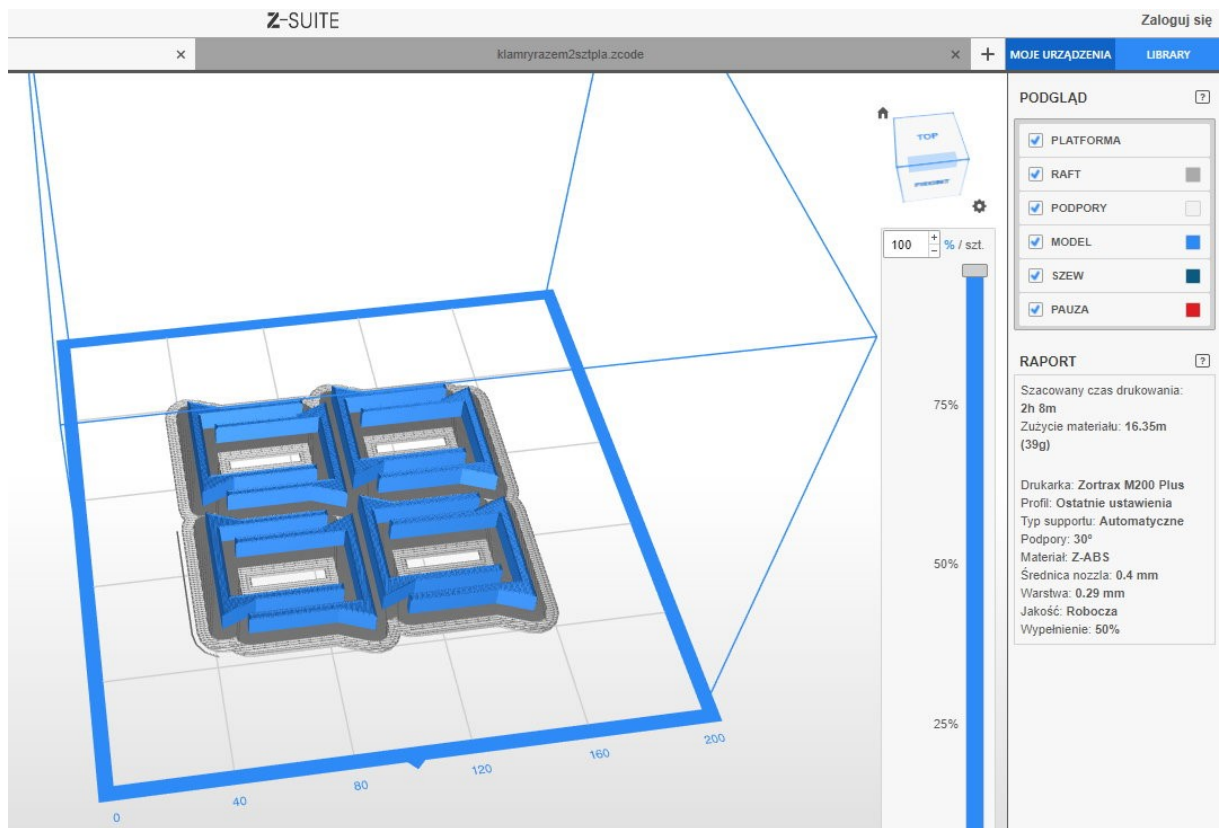 Z-SUITE
Zaloguj się
klamryrazem2sztpla.zcode
MOJE URZĄDZENIA
LIBRARY
PODGLĄD
?
PLATFORMA
RAFT
PODPORY
MODEL
SZEW
PAUZA
TOP
FRONT
100 + − % / szt.
75%
50%
25%
RAPORT
?
Szacowany czas drukowania:
2h 8m
Zużycie materiału: 16.35m
(39g)
Drukarka: Zortrax M200 Plus
Profil: Ostatnie ustawienia
Typ supportu: Automatyczne
Podpory: 30º
Materiał: Z-ABS
Średnica nozzla: 0.4 mm
Warstwa: 0.29 mm
Jakość: Robocza
Wypełnienie: 50%
0
40
80
120
160
200